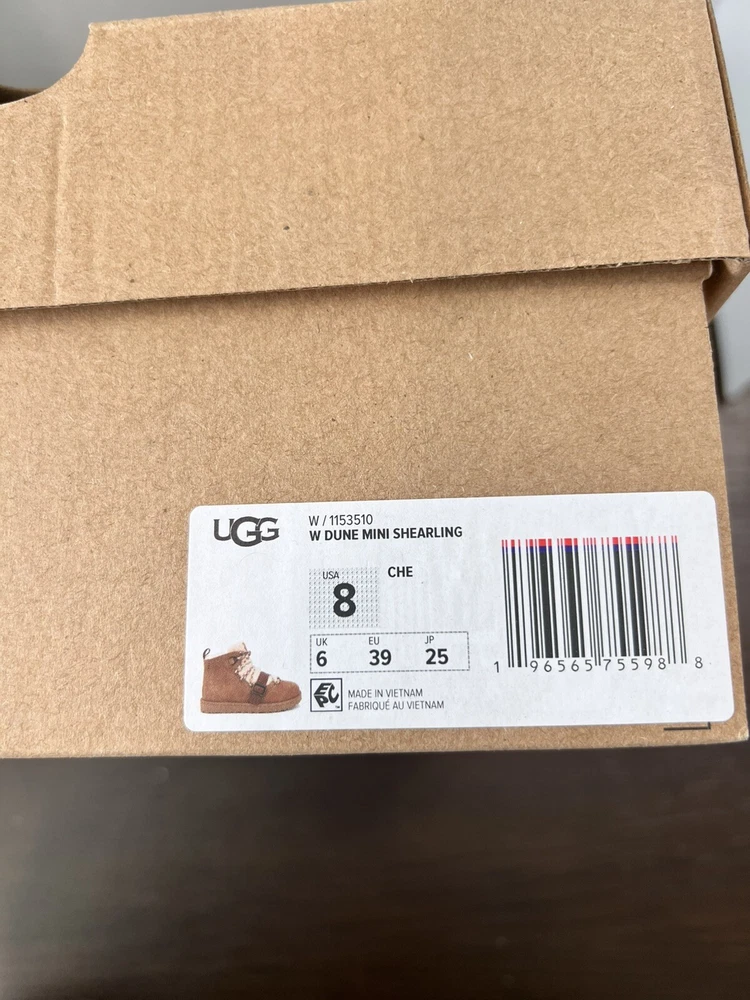 UGG
W / 1153510
W DUNE MINI SHEARLING
USA
8
CHE
UK
6
EU
39
JP
25
EPC
MADE IN VIETNAM
FABRIQUÉ AU VIETNAM
1 96565 75598 8